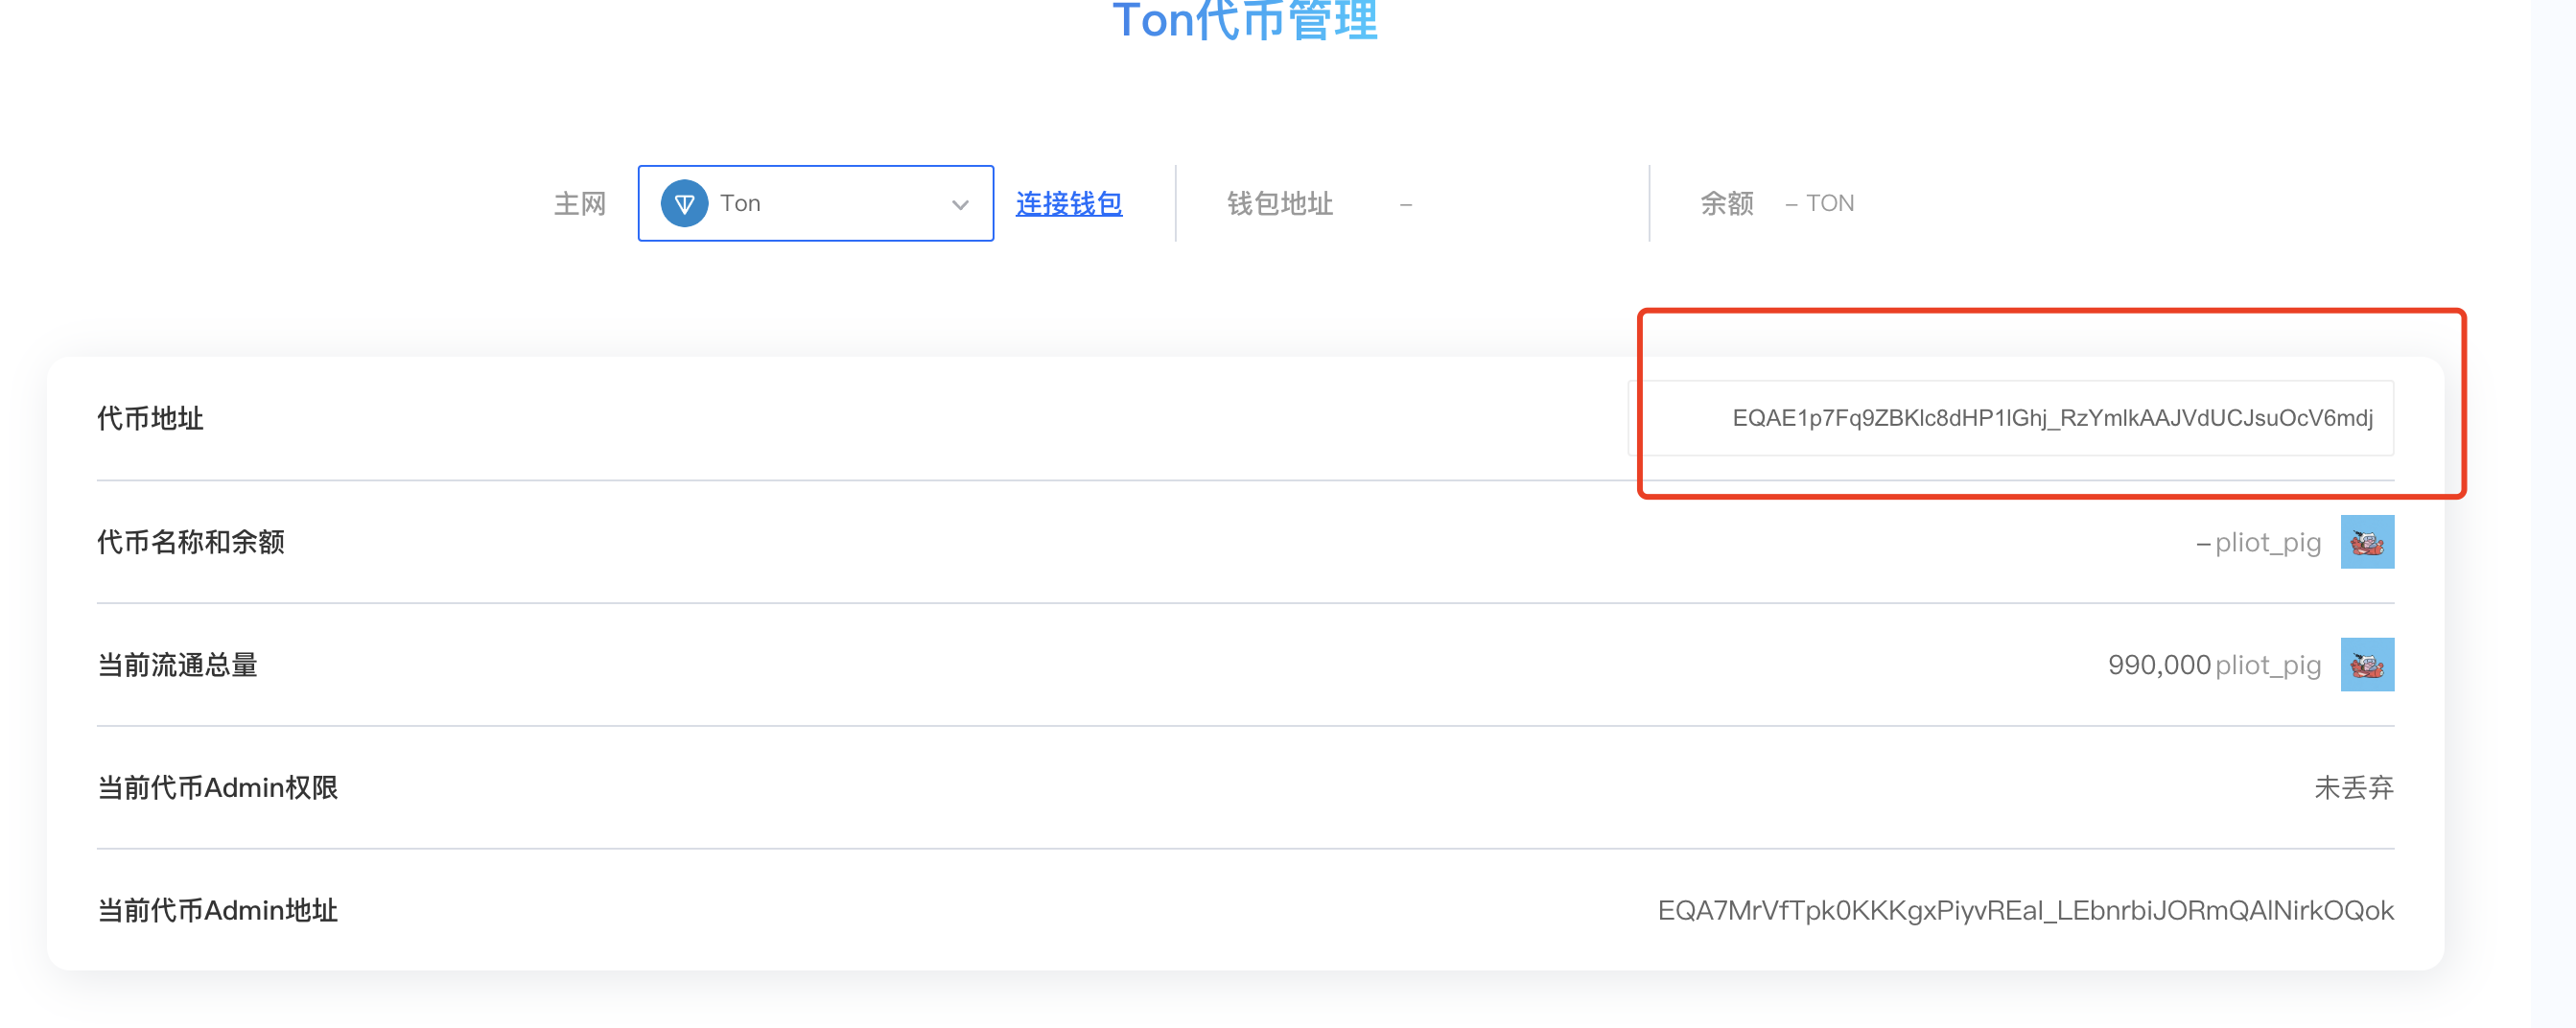 Ton代币管理
主网 Ton 连接钱包 钱包地址 – 余额 – TON
代币地址 EQAE1p7Fq9ZBKlc8dHP1lGhj_RzYmlkAAJVdUCJsuOcV6mdj
代币名称和余额 –pliot_pig
当前流通总量 990,000pliot_pig
当前代币Admin权限 未丢弃
当前代币Admin地址 EQA7MrVfTpk0KKKgxPiyvREal_LEbnrbiJORmQAlNirkOQok